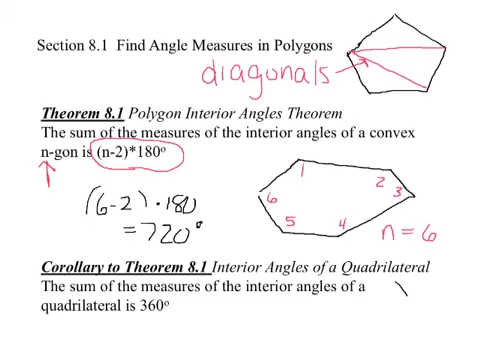 Section 8.1 Find Angle Measures in Polygons
diagonals
Theorem 8.1 Polygon Interior Angles Theorem
The sum of the measures of the interior angles of a convex
n-gon is (n-2)*180°
1
2
3
6
5
4
n = 6
(6-2) · 180
= 720°
Corollary to Theorem 8.1 Interior Angles of a Quadrilateral
The sum of the measures of the interior angles of a
quadrilateral is 360°